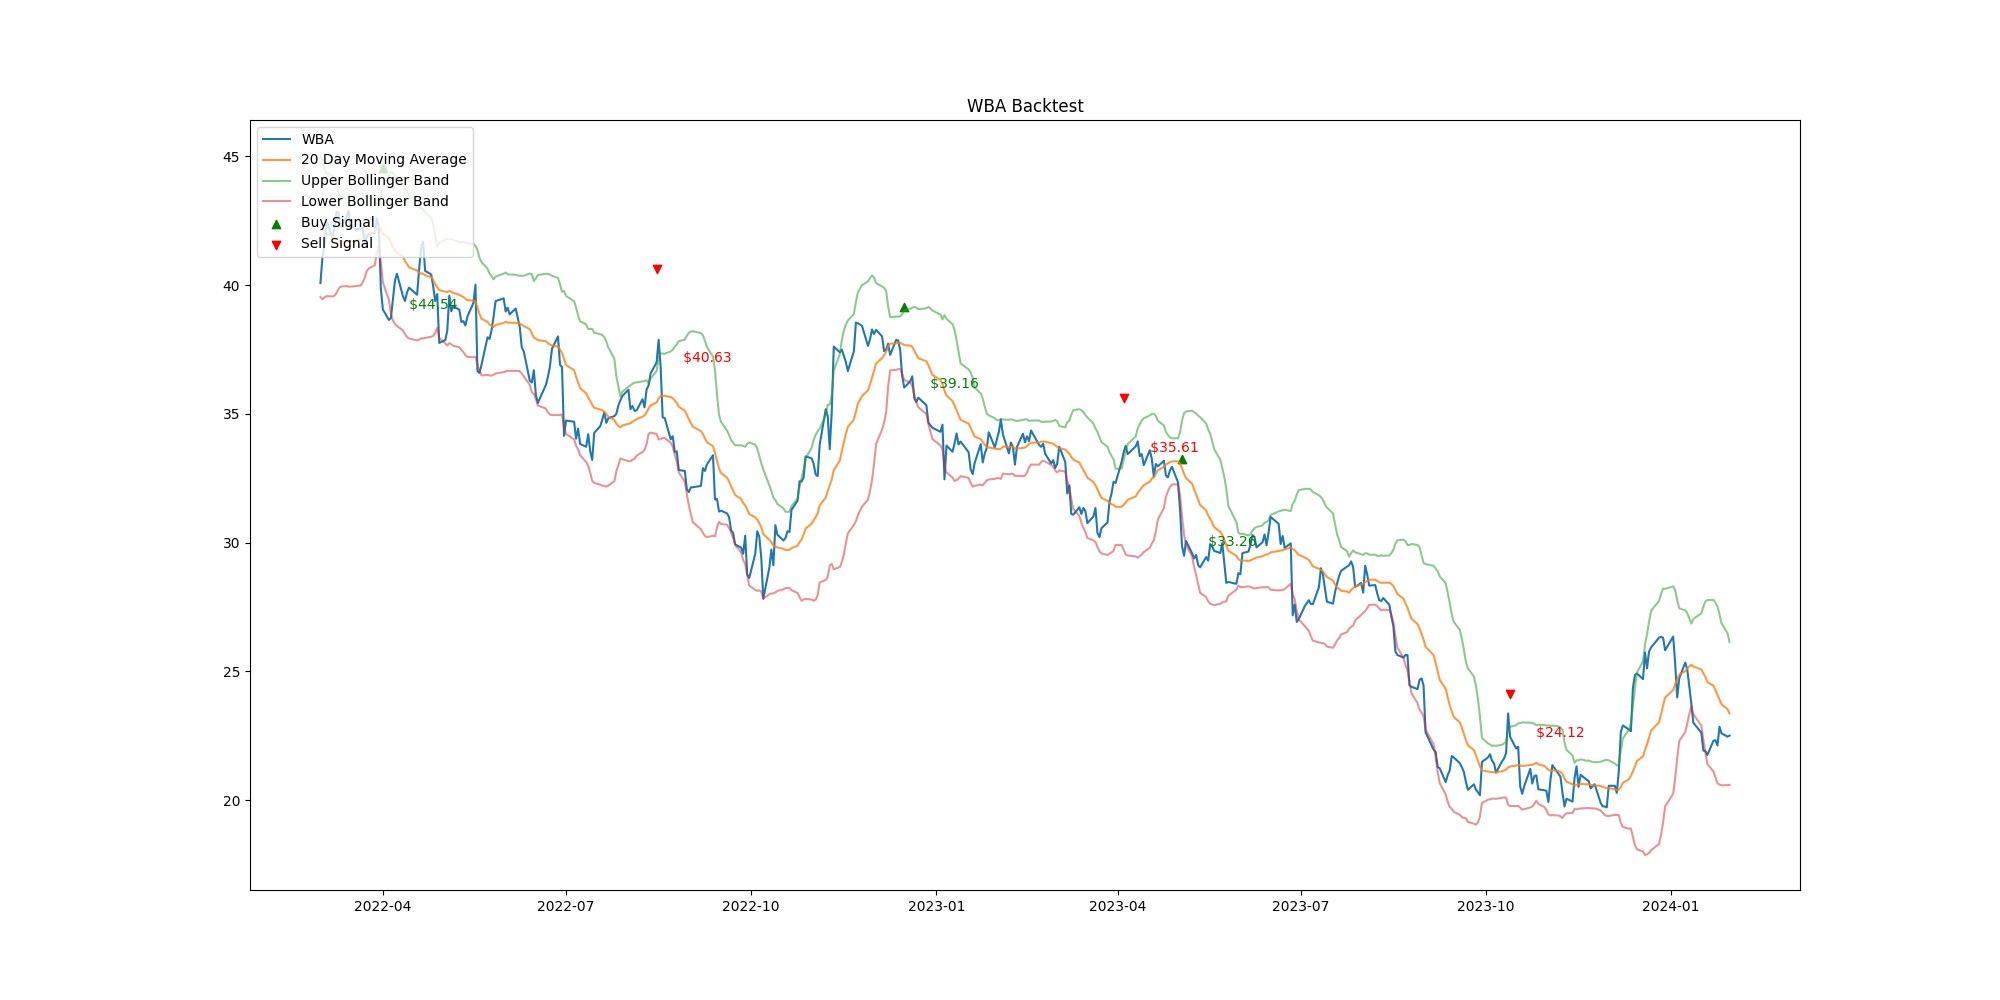 WBA Backtest
WBA
20 Day Moving Average
Upper Bollinger Band
Lower Bollinger Band
Buy Signal
Sell Signal
45
40
35
30
25
20
$44.54
$40.63
$39.16
$35.61
$33.26
$24.12
2022-04
2022-07
2022-10
2023-01
2023-04
2023-07
2023-10
2024-01